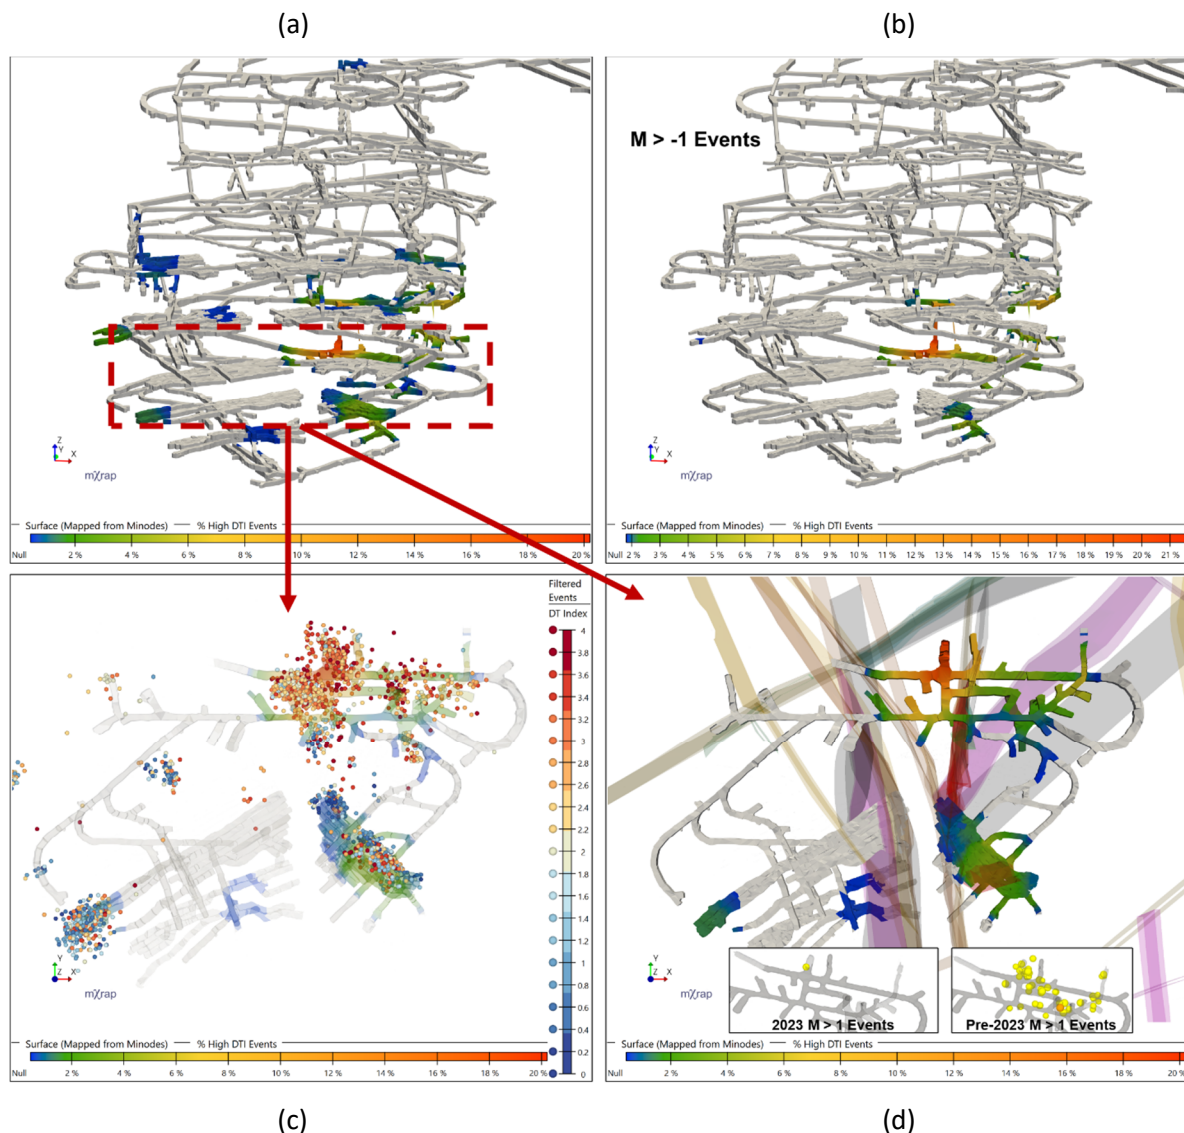 (a)
(b)
M > -1 Events
Z
Y
X
mXrap
Z
Y
X
mXrap
Surface (Mapped from Minodes) — % High DTI Events
Null 2 % 4 % 6 % 8 % 10% 12 % 14 % 16 % 18 % 20 %
Surface (Mapped from Minodes) — % High DTI Events
Null 2 % 3 % 4 % 5 % 6% 7 % 8 % 9% 10% 11% 12% 13% 14% 15% 16% 17% 18% 19% 20% 21%
Filtered
Events
DT Index
4
3.8
3.6
3.4
3.2
3
2.8
2.6
2.4
2.2
2
1.8
1.6
1.4
1.2
1
0.8
0.6
0.4
0.2
0
Y
Z
X
mXrap
Y
Z
X
mXrap
2023 M > 1 Events
Pre-2023 M > 1 Events
Surface (Mapped from Minodes) — % High DTI Events
Null 2 % 4 % 6 % 8 % 10 % 12 % 14 % 16 % 18 % 20 %
Surface (Mapped from Minodes) — % High DTI Events
Null 2 % 4 % 6 % 8 % 10 % 12 % 14 % 16 % 18 % 20 %
(c)
(d)